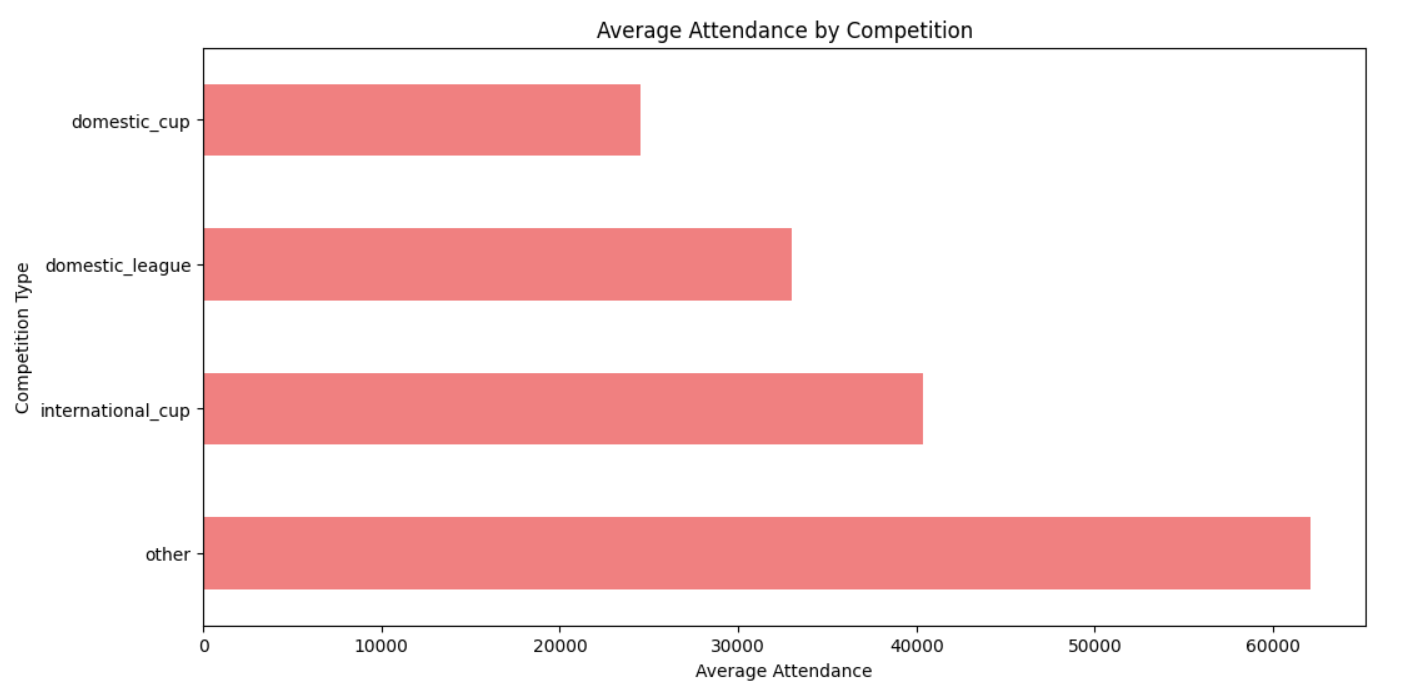 Average Attendance by Competition
domestic_cup
domestic_league
international_cup
other
Competition Type
0 10000 20000 30000 40000 50000 60000
Average Attendance